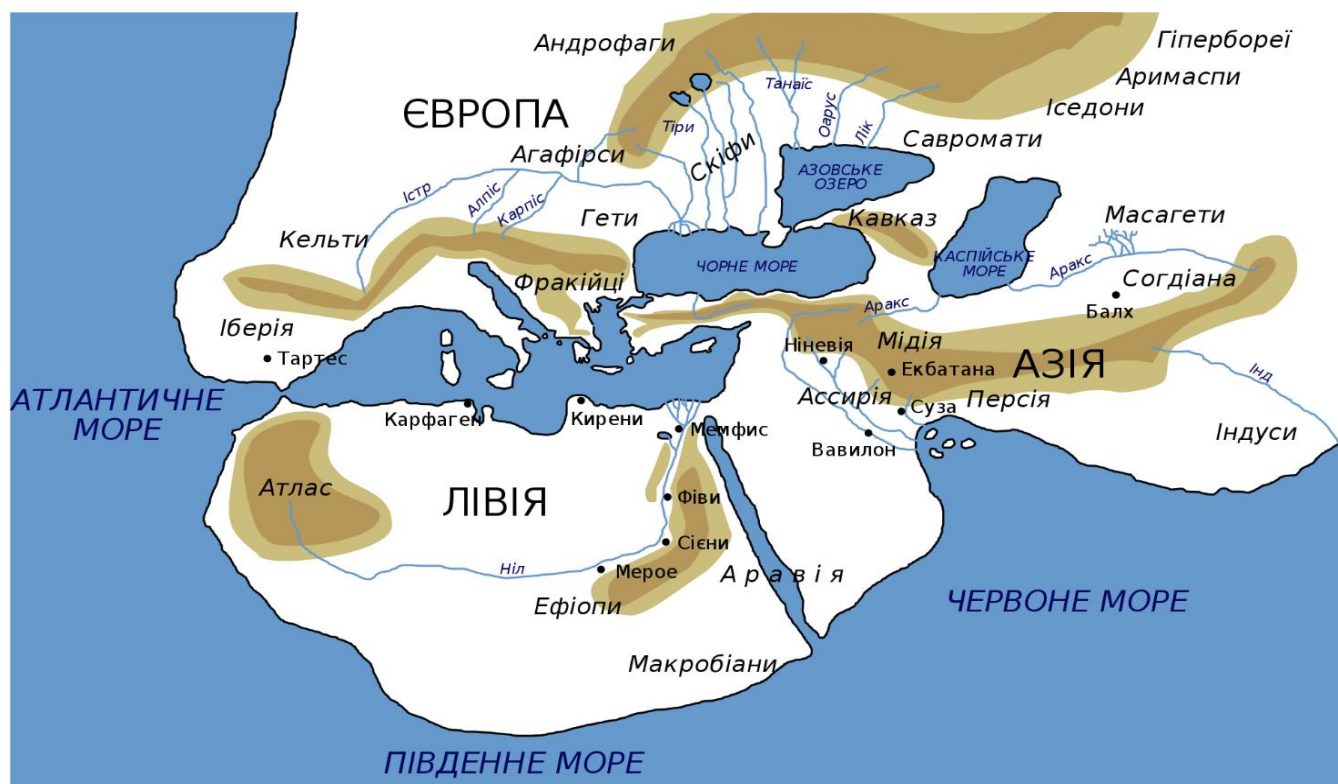 Андрофаги
Гіпербореї
Аримаспи
Іседони
Танаїс
Оарус
Лік
ЄВРОПА
Тіри
Скіфи
Савромати
Агафірси
АЗОВСЬКЕ
ОЗЕРО
Істр
Алпіс
Карпіс
Гети
Кавказ
Масагети
Кельти
ЧОРНЕ МОРЕ
КАСПІЙСЬКЕ
МОРЕ
Аракс
Согдіана
Фракійці
Аракс
Балх
Іберія
Тартес
Ніневія
Мідія
АЗІЯ
Екбатана
Інд
АТЛАНТИЧНЕ
МОРЕ
Карфаген
Кирени
Ассирія
Суза
Персія
Мемфис
Вавилон
Індуси
Атлас
ЛІВІЯ
Фіви
Сієни
Ніл
Мерое
Аравія
Ефіопи
ЧЕРВОНЕ МОРЕ
Макробіани
ПІВДЕННЕ МОРЕ